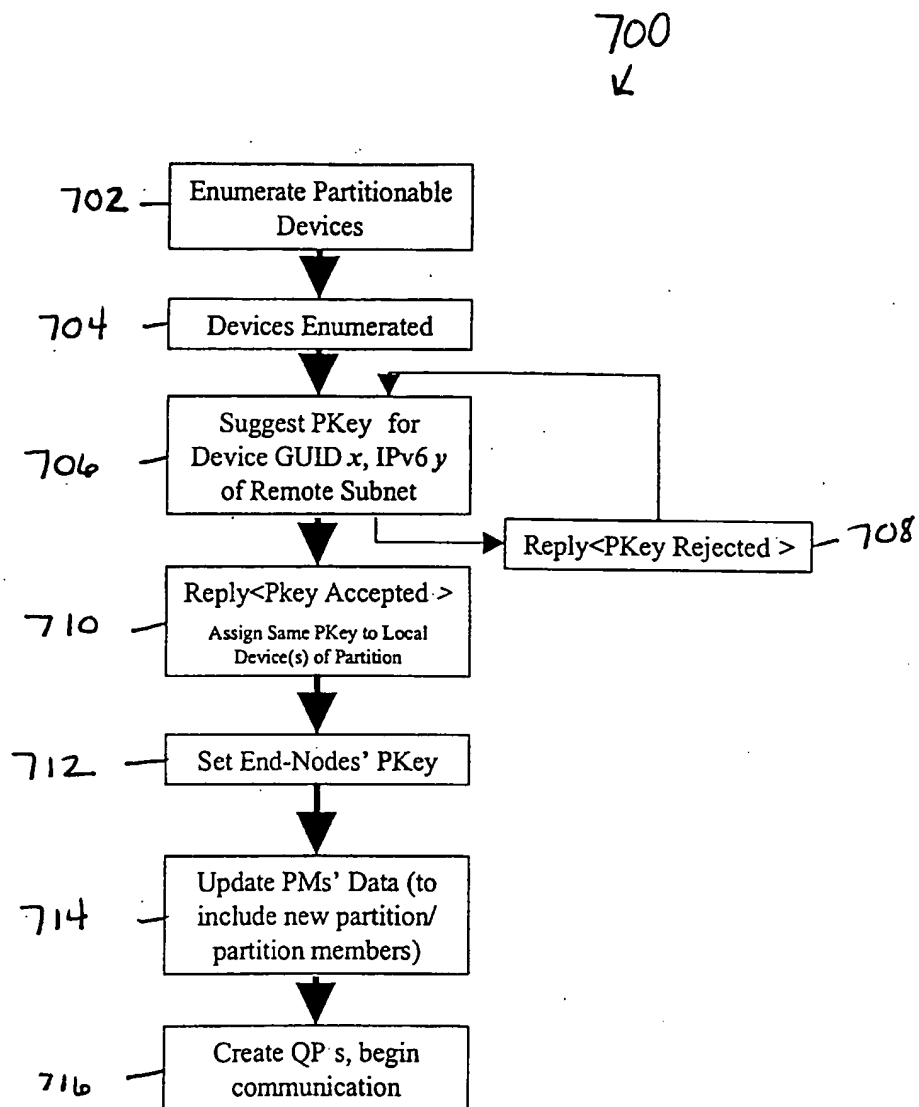 700
702
Enumerate Partitionable
Devices
704
Devices Enumerated
706
Suggest PKey for
Device GUID x, IPv6 y
of Remote Subnet
Reply<PKey Rejected >
708
710
Reply<Pkey Accepted >
Assign Same PKey to Local
Device(s) of Partition
712
Set End-Nodes’ PKey
714
Update PMs’ Data (to
include new partition/
partition members)
716
Create QP s, begin
communication